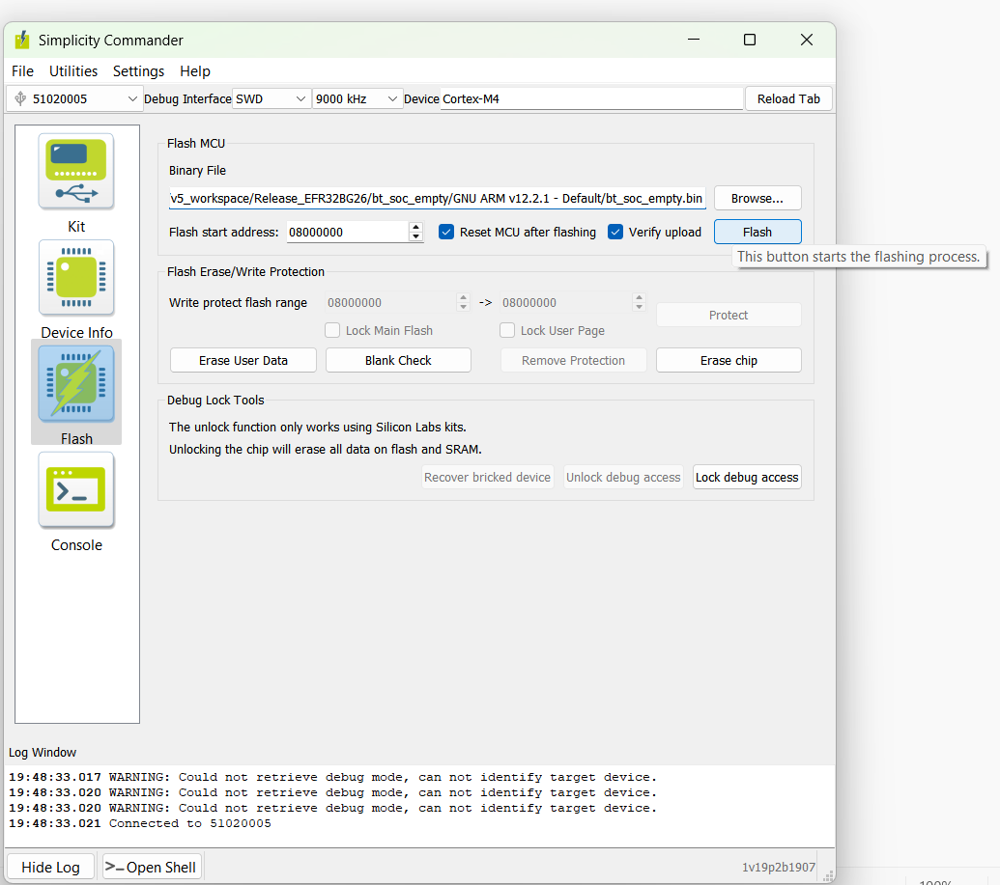 Simplicity Commander
File Utilities Settings Help
51020005 Debug Interface SWD 9000 kHz Device Cortex-M4 Reload Tab
Kit
Device Info
Flash
Console
Flash MCU
Binary File
v5_workspace/Release_EFR32BG26/bt_soc_empty/GNU ARM v12.2.1 - Default/bt_soc_empty.bin Browse...
Flash start address: 08000000 Reset MCU after flashing Verify upload Flash
This button starts the flashing process.
Flash Erase/Write Protection
Write protect flash range 08000000 -> 08000000 Protect
Lock Main Flash Lock User Page
Erase User Data Blank Check Remove Protection Erase chip
Debug Lock Tools
The unlock function only works using Silicon Labs kits.
Unlocking the chip will erase all data on flash and SRAM.
Recover bricked device Unlock debug access Lock debug access
Log Window
19:48:33.017 WARNING: Could not retrieve debug mode, can not identify target device.
19:48:33.020 WARNING: Could not retrieve debug mode, can not identify target device.
19:48:33.020 WARNING: Could not retrieve debug mode, can not identify target device.
19:48:33.021 Connected to 51020005
Hide Log >_Open Shell 1v19p2b1907